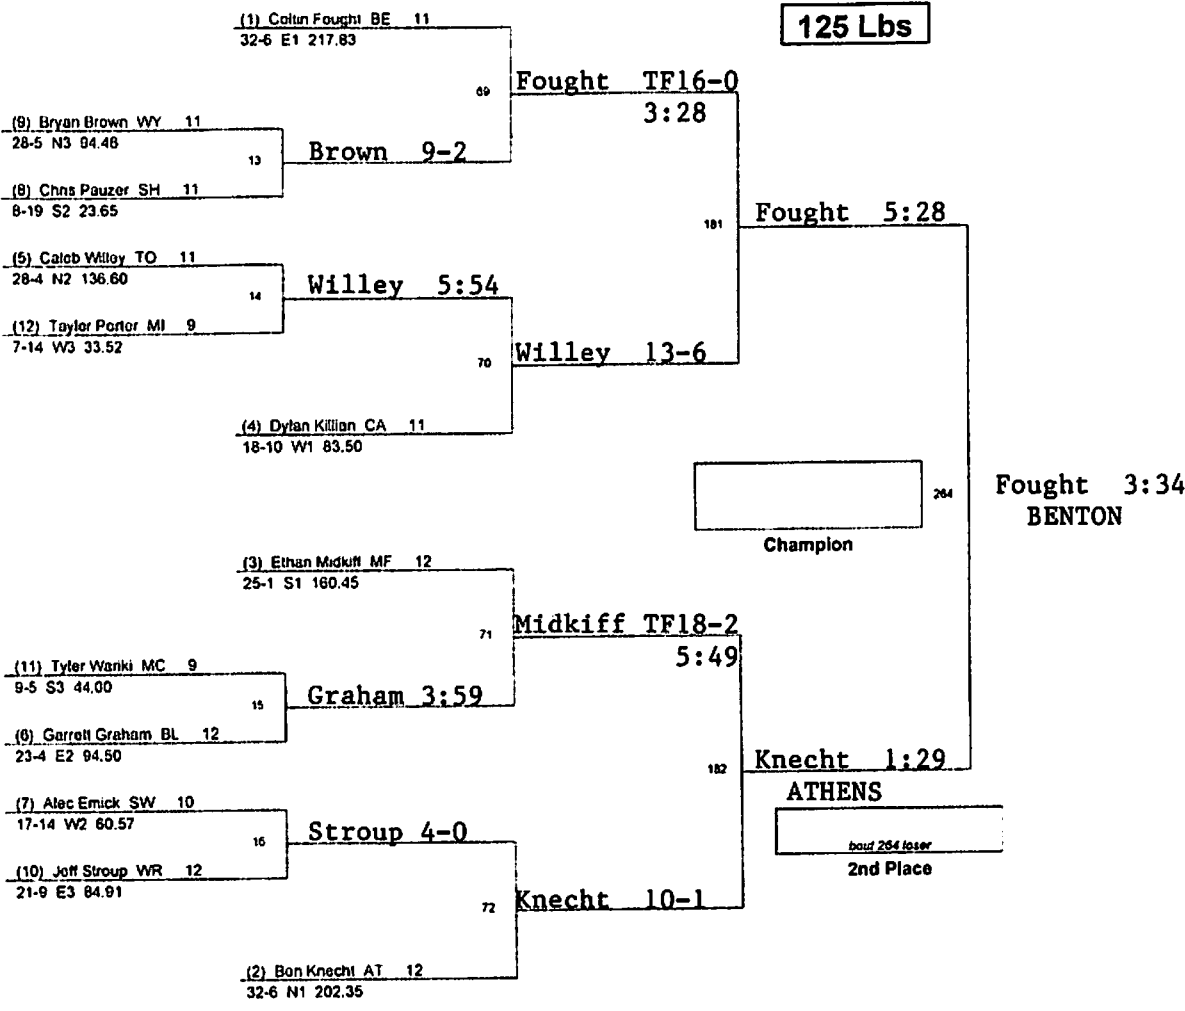 125 Lbs
(1) Coltin Fought BE 11
32-6 E1 217.83
69
Fought TF16-0
3:28
(9) Bryan Brown WY 11
28-5 N3 94.48
13
Brown 9-2
(8) Chris Pauzer SH 11
8-19 S2 23.65
181
Fought 5:28
(5) Caleb Willey TO 11
28-4 N2 136.60
14
Willey 5:54
(12) Taylor Porter MI 9
7-14 W3 33.52
70
Willey 13-6
(4) Dylan Killian CA 11
18-10 W1 83.50
264
Fought 3:34
BENTON
Champion
(3) Ethan Midkiff MF 12
25-1 S1 160.45
71
Midkiff TF18-2
5:49
(11) Tyler Wanki MC 9
9-5 S3 44.00
15
Graham 3:59
(6) Garrett Graham BL 12
23-4 E2 94.50
182
Knecht 1:29
ATHENS
(7) Alec Emick SW 10
17-14 W2 60.57
16
Stroup 4-0
bout 264 loser
2nd Place
(10) Jeff Stroup WR 12
21-9 E3 84.91
72
Knecht 10-1
(2) Ben Knecht AT 12
32-6 N1 202.35